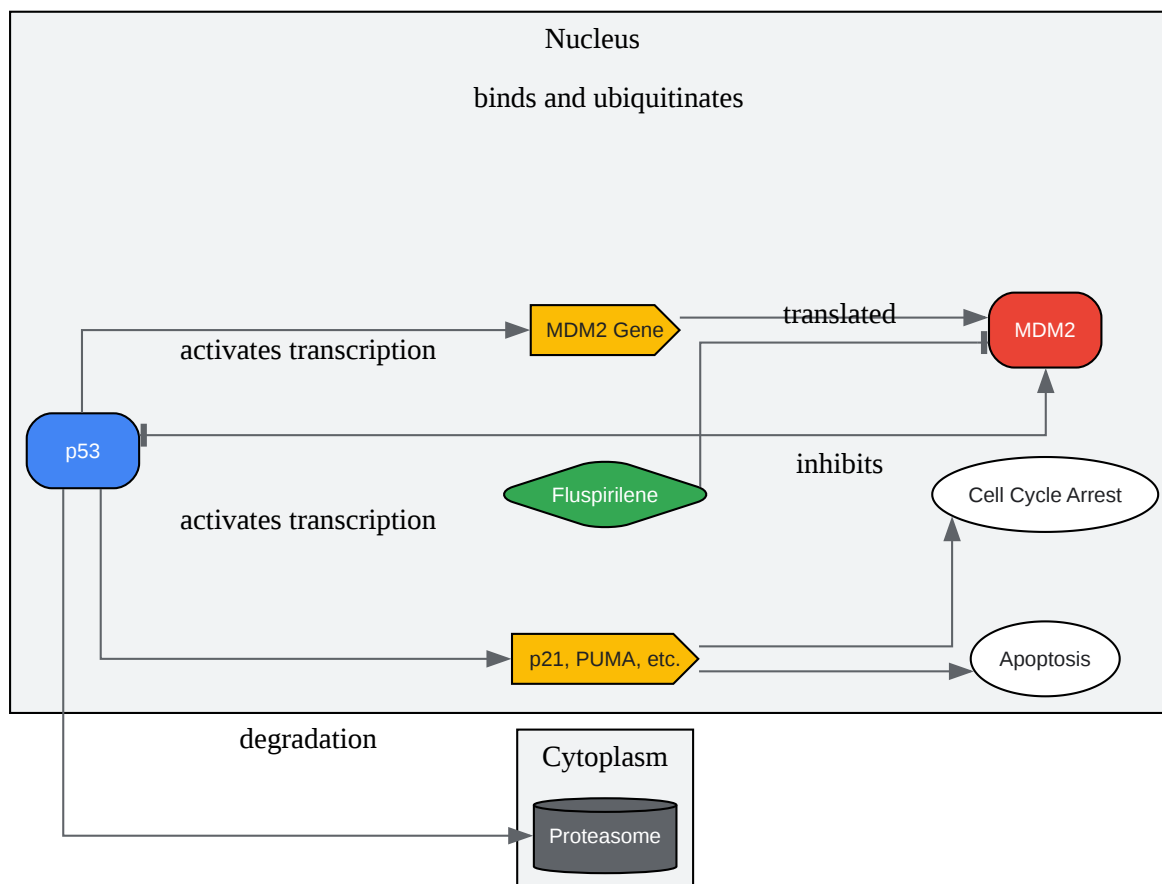 Nucleus
binds and ubiquitinates
translated
MDM2 Gene
MDM2
activates transcription
p53
inhibits
Fluspirilene
Cell Cycle Arrest
activates transcription
p21, PUMA, etc.
Apoptosis
degradation
Cytoplasm
Proteasome